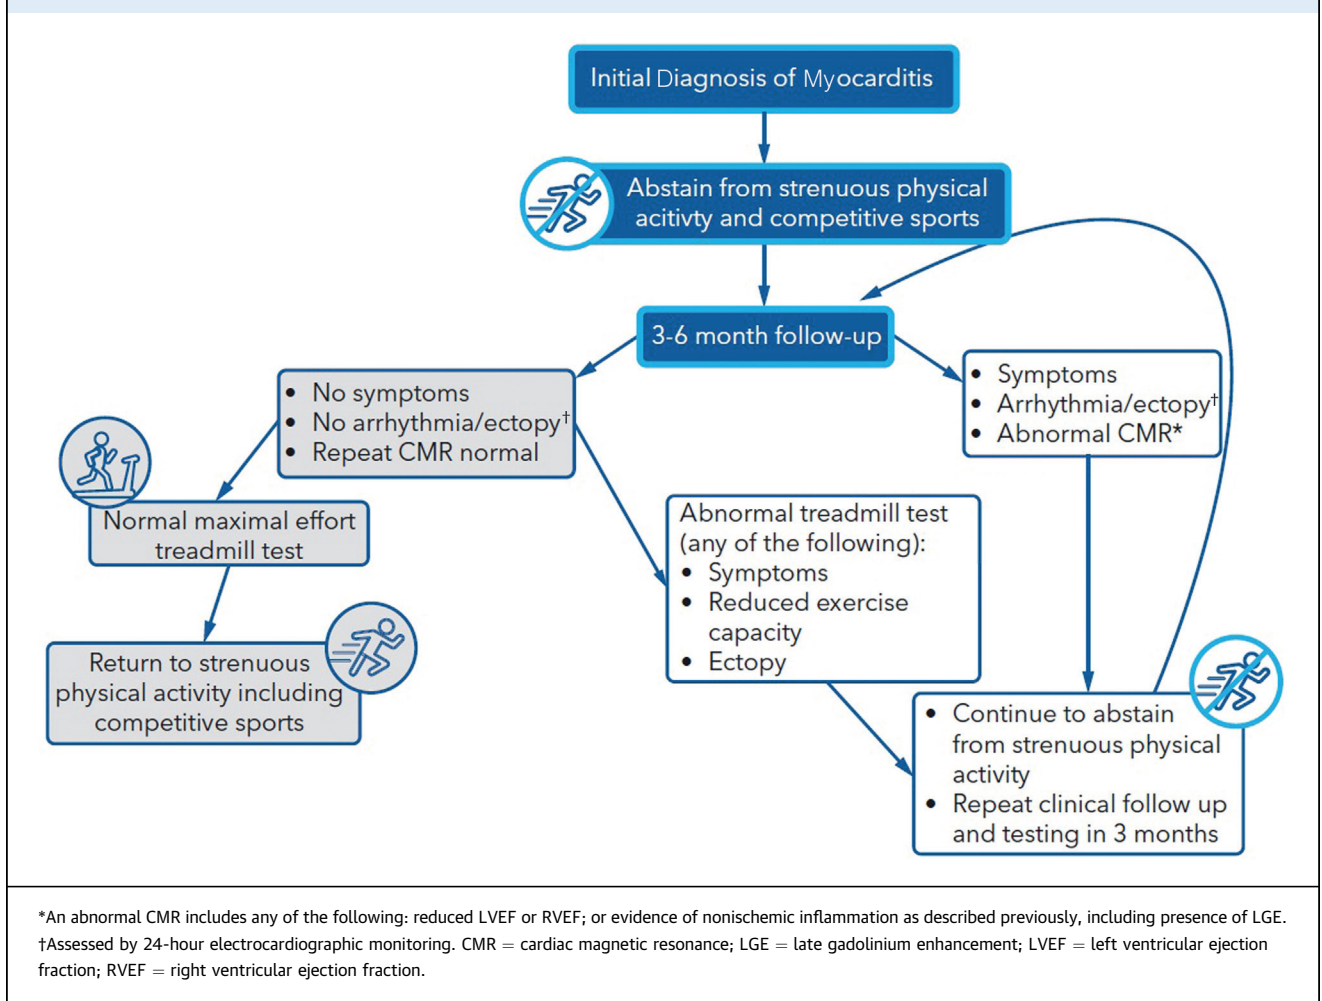 Initial Diagnosis of Myocarditis
Abstain from strenuous physical
acitivty and competitive sports
3-6 month follow-up
• No symptoms
• No arrhythmia/ectopy†
• Repeat CMR normal
• Symptoms
• Arrhythmia/ectopy†
• Abnormal CMR*
Normal maximal effort
treadmill test
Abnormal treadmill test
(any of the following):
• Symptoms
• Reduced exercise
capacity
• Ectopy
Return to strenuous
physical activity including
competitive sports
• Continue to abstain
from strenuous physical
activity
• Repeat clinical follow up
and testing in 3 months
*An abnormal CMR includes any of the following: reduced LVEF or RVEF; or evidence of nonischemic inflammation as described previously, including presence of LGE.
†Assessed by 24-hour electrocardiographic monitoring. CMR = cardiac magnetic resonance; LGE = late gadolinium enhancement; LVEF = left ventricular ejection
fraction; RVEF = right ventricular ejection fraction.